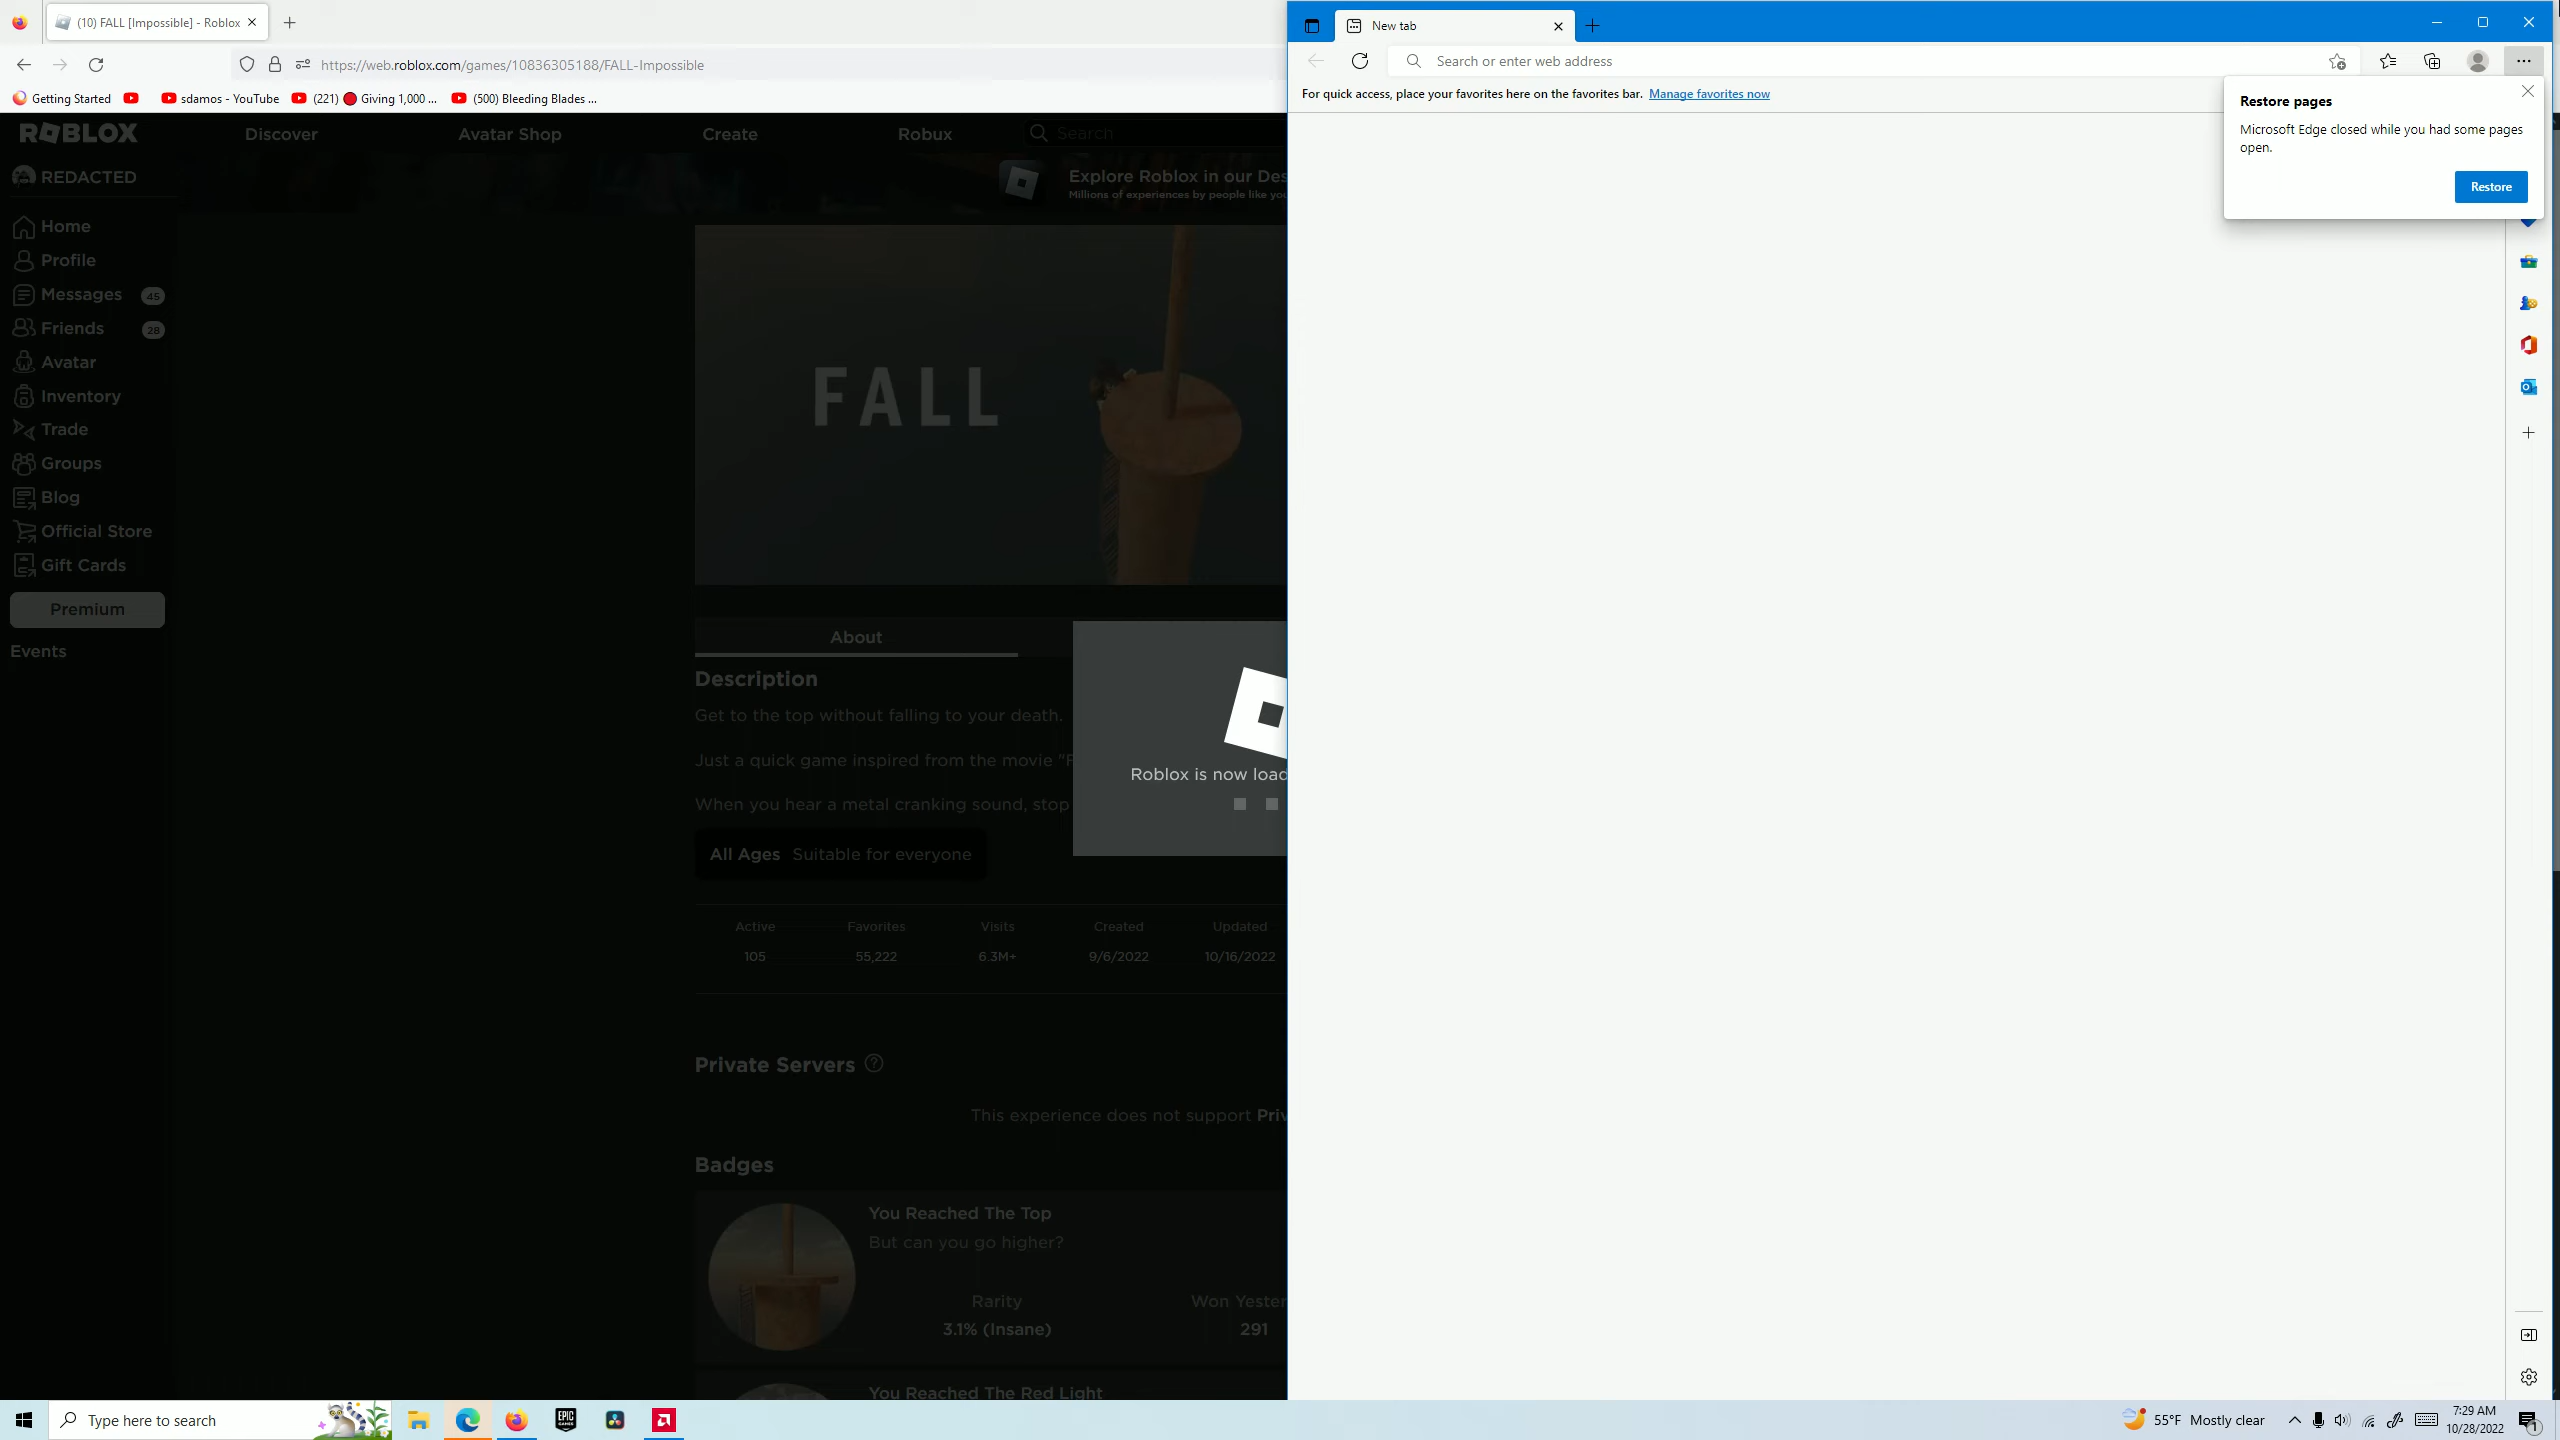 (10) FALL [Impossible] - Roblox
https://web.roblox.com/games/10836305188/FALL-Impossible
Getting Started
sdamos - YouTube
(221) 🔴 Giving 1,000 ...
(500) Bleeding Blades ...
ROBLOX
Discover
Avatar Shop
Create
Robux
Search
REDACTED
Home
Profile
Messages 45
Friends 28
Avatar
Inventory
Trade
Groups
Blog
Official Store
Gift Cards
Premium
Events
Explore Roblox in our Des
Millions of experiences by people like you
FALL
About
Description
Get to the top without falling to your death.
Just a quick game inspired from the movie "F
When you hear a metal cranking sound, stop
All Ages Suitable for everyone
Roblox is now load
Active Favorites Visits Created Updated
105 55,222 6.3M+ 9/6/2022 10/16/2022
Private Servers
This experience does not support Priv
Badges
You Reached The Top
But can you go higher?
Rarity Won Yester
3.1% (Insane) 291
You Reached The Red Light
New tab
Search or enter web address
For quick access, place your favorites here on the favorites bar. Manage favorites now
Restore pages
Microsoft Edge closed while you had some pages
open.
Restore
Type here to search
EPIC
GAMES
55°F Mostly clear
7:29 AM
10/28/2022
1